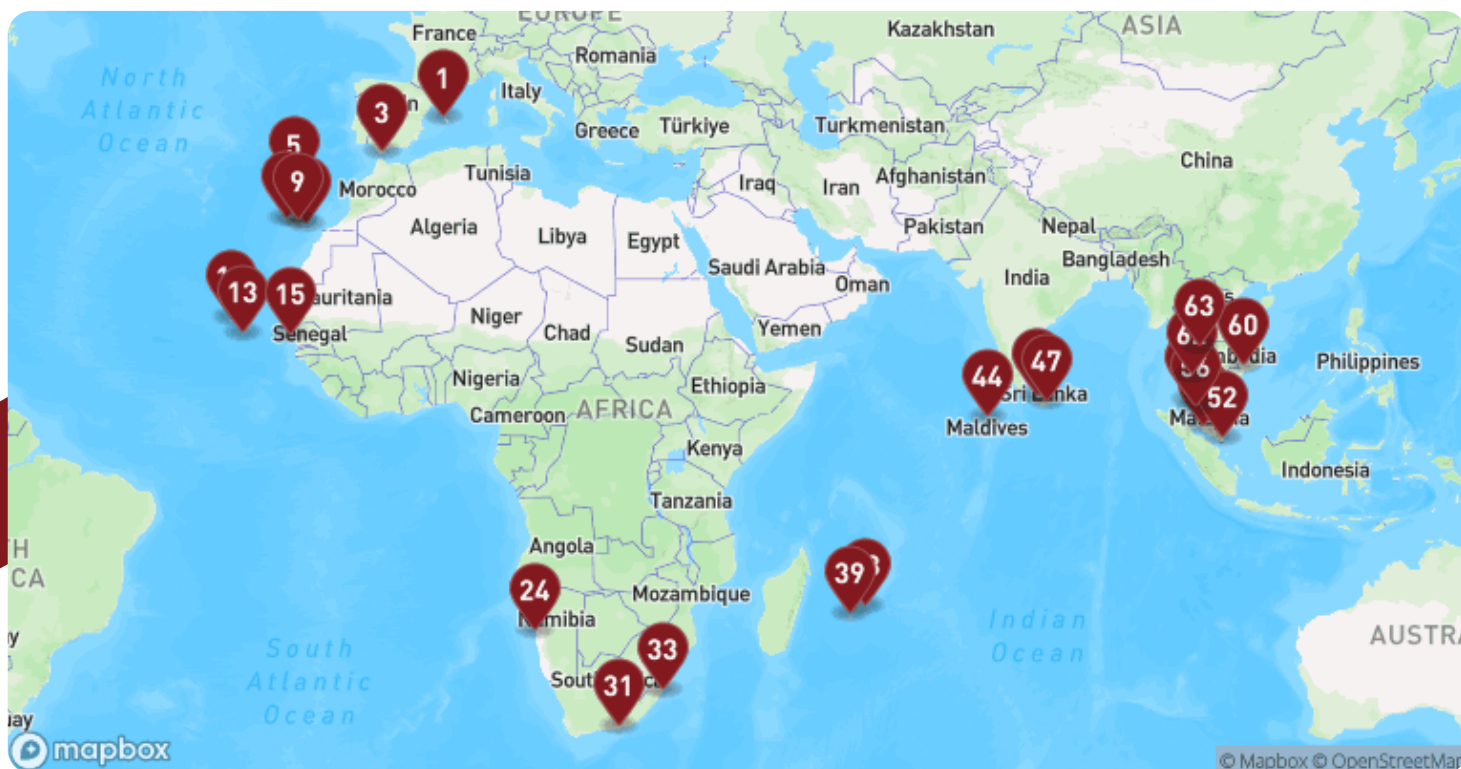 EUROPE
ASIA
France
Kazakhstan
Romania
North
Atlantic
Ocean
1
Italy
3
Greece
Türkiye
Turkmenistan
5
China
9
Morocco
Tunisia
Iraq
Iran
Afghanistan
Algeria
Libya
Egypt
Pakistan
Nepal
Bangladesh
Saudi Arabia
Oman
India
13
15
Senegal
Niger
Chad
Sudan
Yemen
63
60
Philippines
44
47
Nigeria
Ethiopia
56
52
Cameroon
AFRICA
Maldives
Kenya
Indonesia
Tanzania
Angola
39
24
Mozambique
South
Atlantic
Ocean
Indian
Ocean
33
31
mapbox
© Mapbox © OpenStreetMap